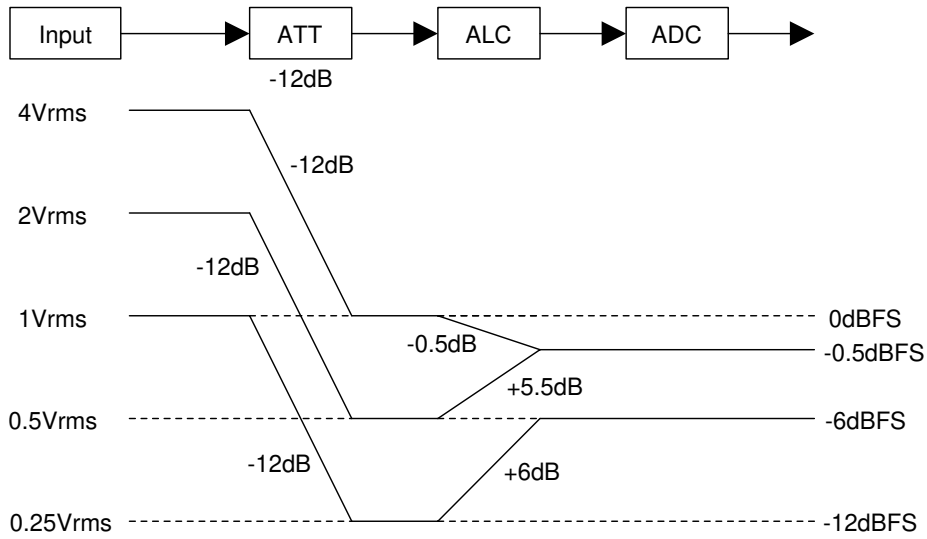 Input ATT ALC ADC
-12dB
4Vrms
-12dB
2Vrms
-12dB
1Vrms 0dBFS
-0.5dB -0.5dBFS
+5.5dB
0.5Vrms -6dBFS
-12dB +6dB
0.25Vrms -12dBFS